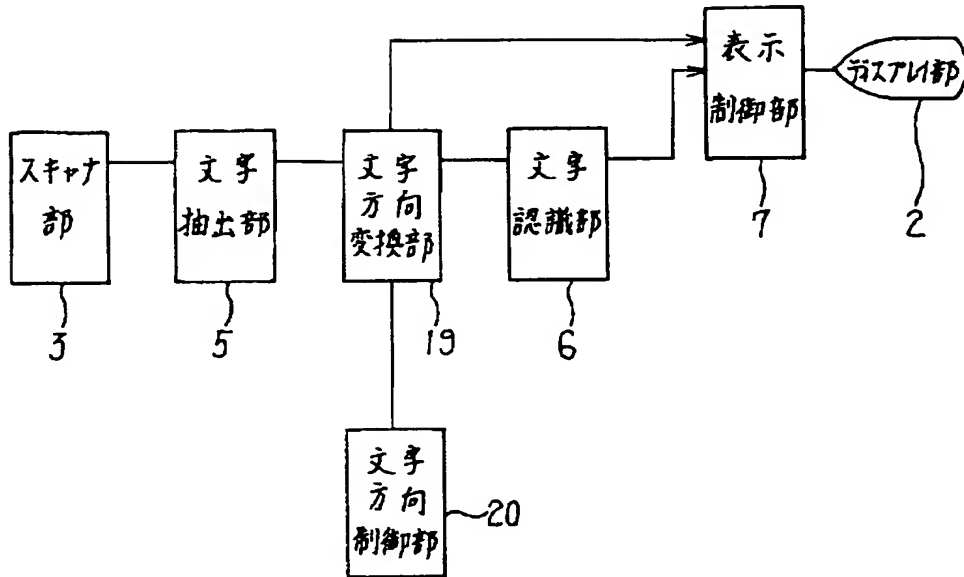 スキャナ
部
3
文字
抽出部
5
文字
方向
変換部
19
文字
認識部
6
表示
制御部
7
ディスプレイ部
2
文字
方向
制御部
20